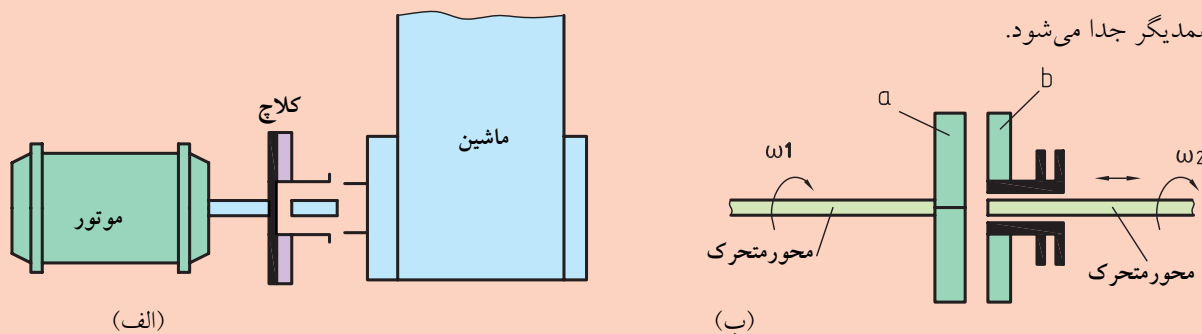 همدیگر جدا می‌شود.
کلاچ
موتور
ماشین
(الف)
a
b
ω1
ω2
محورمتحرک
محورمتحرک
(ب)